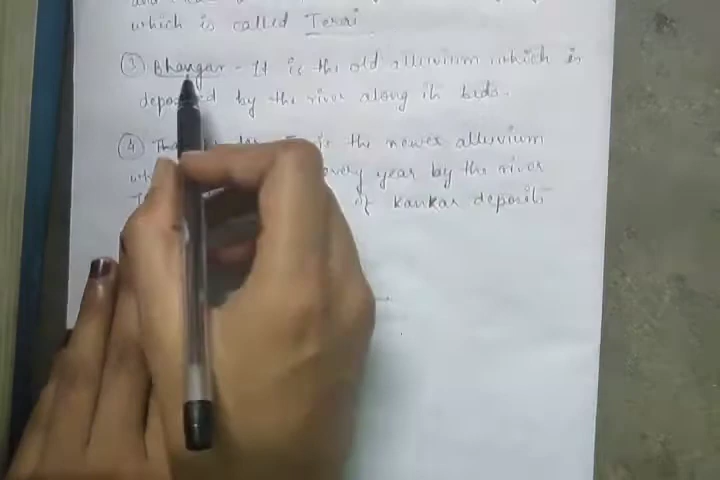 which is called Terai
③ Bhangar - It is the old alluvium which is
deposited by the river along its beds.
④ is the newer alluvium
every year by the river
of kankar deposits